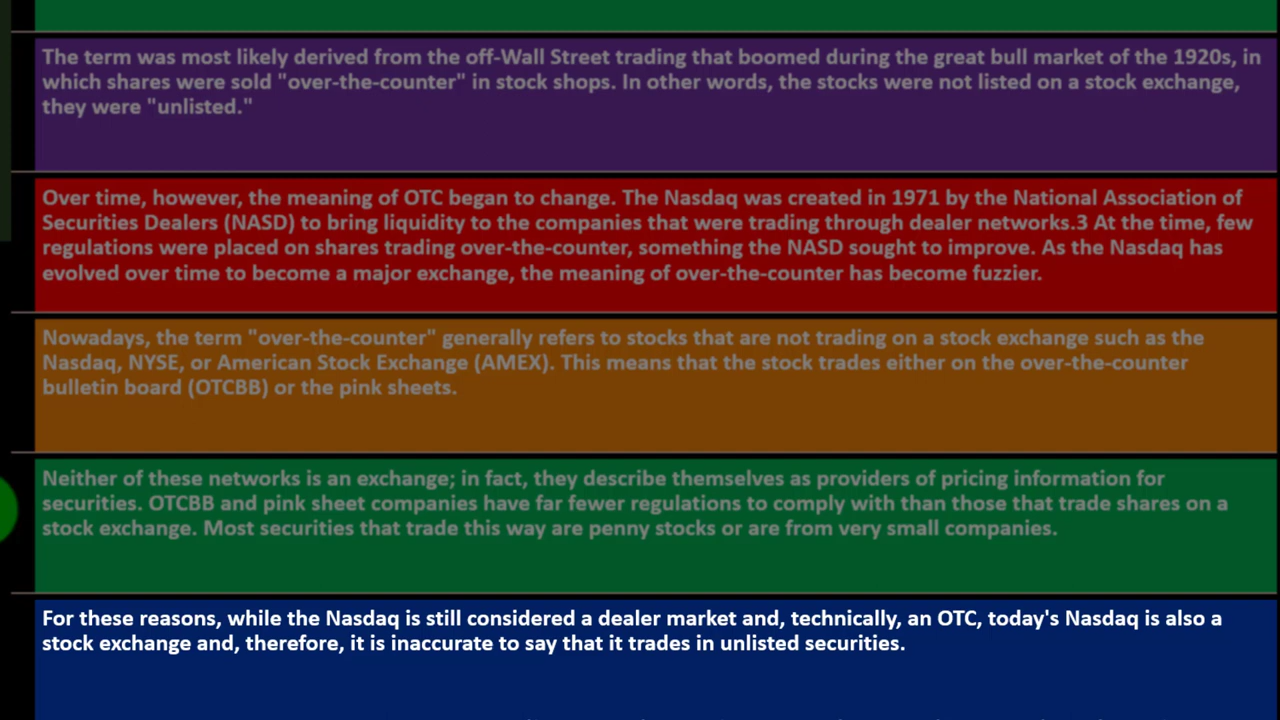 The term was most likely derived from the off-Wall Street trading that boomed during the great bull market of the 1920s, in
which shares were sold "over-the-counter" in stock shops. In other words, the stocks were not listed on a stock exchange,
they were "unlisted."
Over time, however, the meaning of OTC began to change. The Nasdaq was created in 1971 by the National Association of
Securities Dealers (NASD) to bring liquidity to the companies that were trading through dealer networks.3 At the time, few
regulations were placed on shares trading over-the-counter, something the NASD sought to improve. As the Nasdaq has
evolved over time to become a major exchange, the meaning of over-the-counter has become fuzzier.
Nowadays, the term "over-the-counter" generally refers to stocks that are not trading on a stock exchange such as the
Nasdaq, NYSE, or American Stock Exchange (AMEX). This means that the stock trades either on the over-the-counter
bulletin board (OTCBB) or the pink sheets.
Neither of these networks is an exchange; in fact, they describe themselves as providers of pricing information for
securities. OTCBB and pink sheet companies have far fewer regulations to comply with than those that trade shares on a
stock exchange. Most securities that trade this way are penny stocks or are from very small companies.
For these reasons, while the Nasdaq is still considered a dealer market and, technically, an OTC, today's Nasdaq is also a
stock exchange and, therefore, it is inaccurate to say that it trades in unlisted securities.